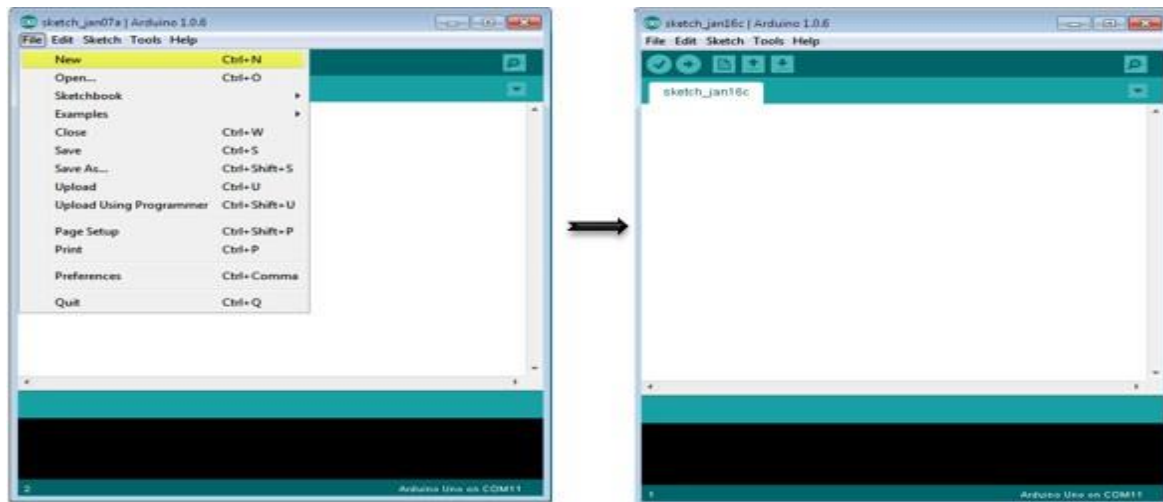 sketch_jan07a | Arduino 1.0.6
File Edit Sketch Tools Help
New Ctrl+N
Open... Ctrl+O
Sketchbook
Examples
Close Ctrl+W
Save Ctrl+S
Save As... Ctrl+Shift+S
Upload Ctrl+U
Upload Using Programmer Ctrl+Shift+U
Page Setup Ctrl+Shift+P
Print Ctrl+P
Preferences Ctrl+Comma
Quit Ctrl+Q
2 Arduino Uno on COM11
sketch_jan16c | Arduino 1.0.6
File Edit Sketch Tools Help
sketch_jan16c
1 Arduino Uno on COM11